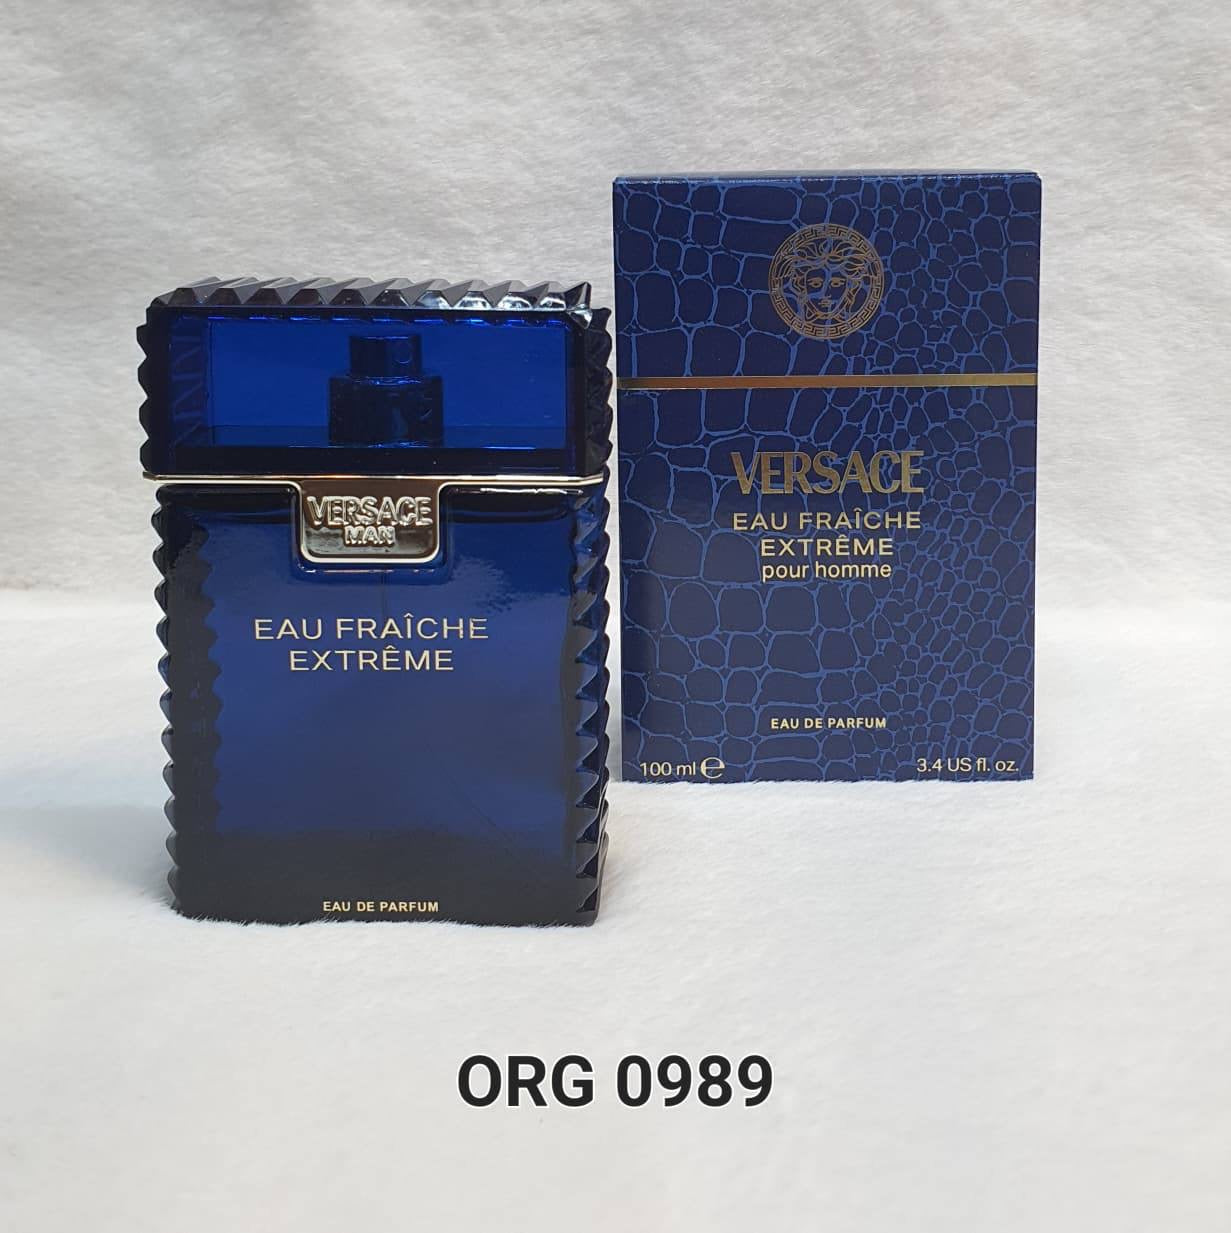 VERSACE
MAN
EAU FRAÎCHE
EXTRÊME
EAU DE PARFUM
VERSACE
EAU FRAÎCHE
EXTRÊME
pour homme
EAU DE PARFUM
100 ml ℮
3.4 US fl. oz.
ORG 0989